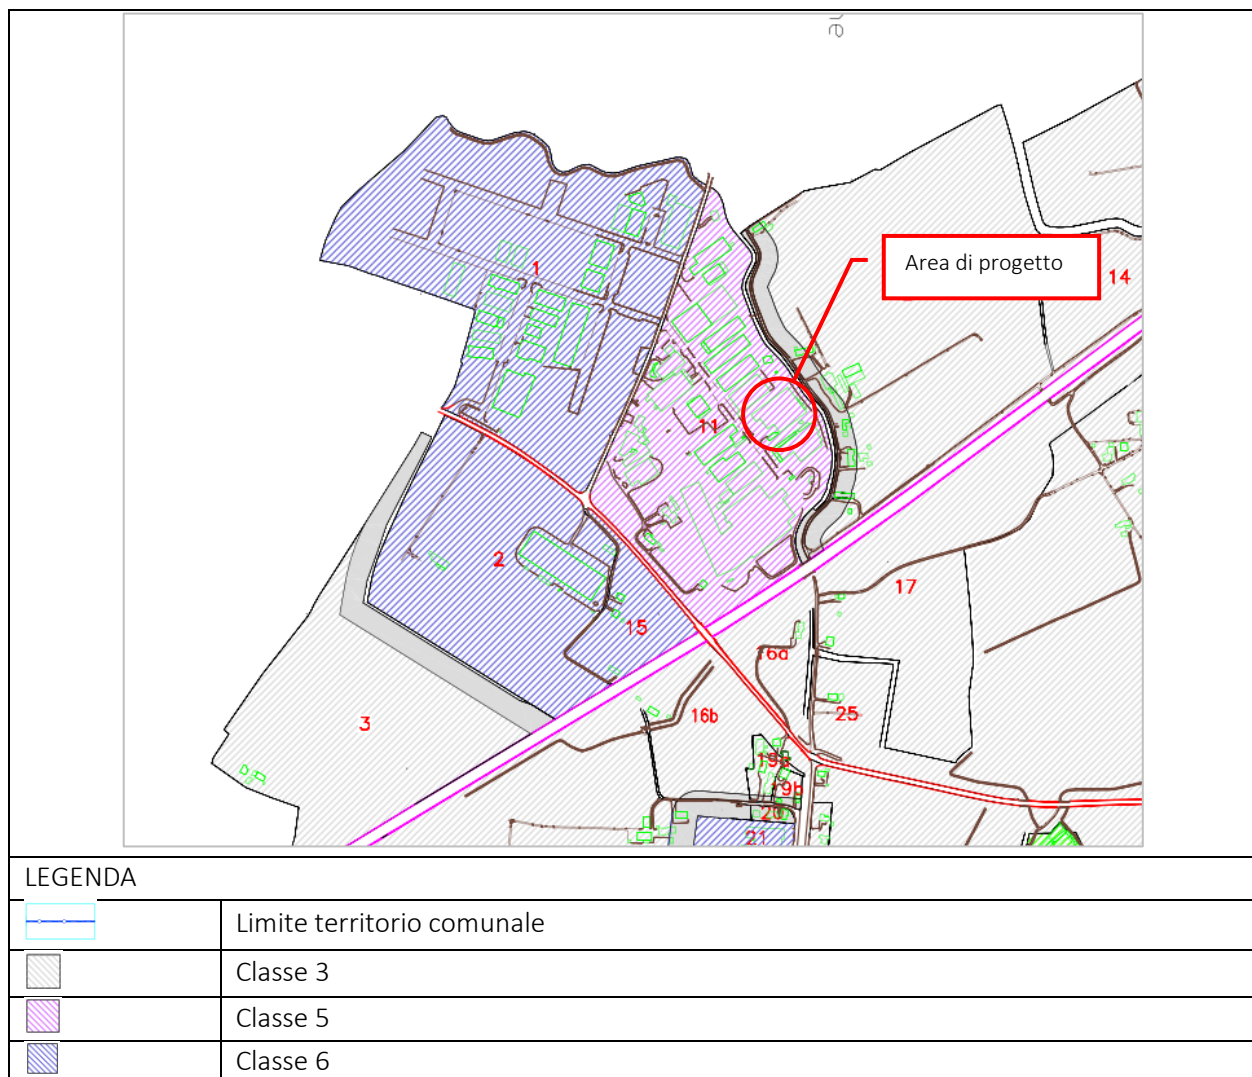 ne
Area di progetto
14
1
11
2
17
15
16a
16b
25
3
19a
19b
20
21
LEGENDA
Limite territorio comunale
Classe 3
Classe 5
Classe 6